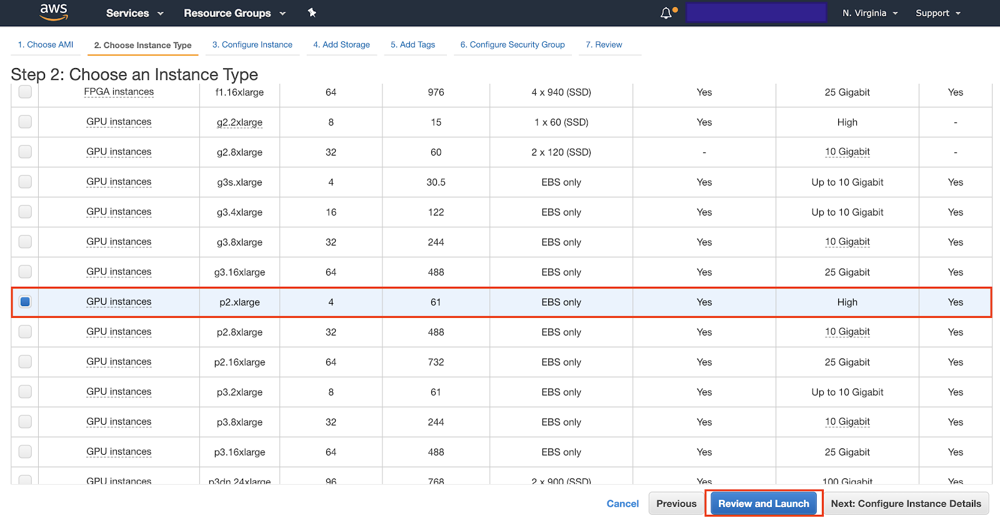 aws Services Resource Groups N. Virginia Support
1. Choose AMI 2. Choose Instance Type 3. Configure Instance 4. Add Storage 5. Add Tags 6. Configure Security Group 7. Review
Step 2: Choose an Instance Type
FPGA instances f1.16xlarge 64 976 4 x 940 (SSD) Yes 25 Gigabit Yes
GPU instances g2.2xlarge 8 15 1 x 60 (SSD) Yes High -
GPU instances g2.8xlarge 32 60 2 x 120 (SSD) - 10 Gigabit -
GPU instances g3s.xlarge 4 30.5 EBS only Yes Up to 10 Gigabit Yes
GPU instances g3.4xlarge 16 122 EBS only Yes Up to 10 Gigabit Yes
GPU instances g3.8xlarge 32 244 EBS only Yes 10 Gigabit Yes
GPU instances g3.16xlarge 64 488 EBS only Yes 25 Gigabit Yes
GPU instances p2.xlarge 4 61 EBS only Yes High Yes
GPU instances p2.8xlarge 32 488 EBS only Yes 10 Gigabit Yes
GPU instances p2.16xlarge 64 732 EBS only Yes 25 Gigabit Yes
GPU instances p3.2xlarge 8 61 EBS only Yes Up to 10 Gigabit Yes
GPU instances p3.8xlarge 32 244 EBS only Yes 10 Gigabit Yes
GPU instances p3.16xlarge 64 488 EBS only Yes 25 Gigabit Yes
GPU instances p3dn.24xlarge 96 768 2 x 900 (SSD) Yes 100 Gigabit Yes
Cancel Previous Review and Launch Next: Configure Instance Details